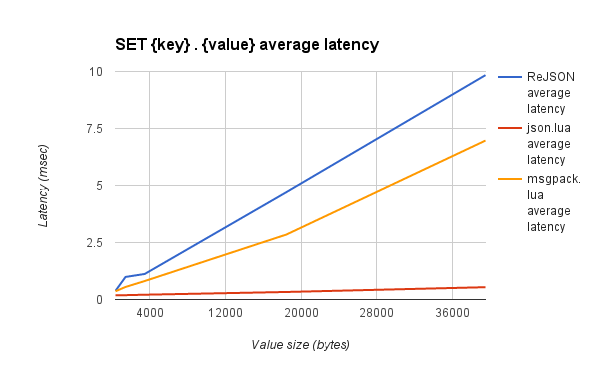 SET {key} . {value} average latency
10
7.5
5
2.5
0
Latency (msec)
4000
12000
20000
28000
36000
Value size (bytes)
ReJSON
average
latency
json.lua
average
latency
msgpack.
lua
average
latency